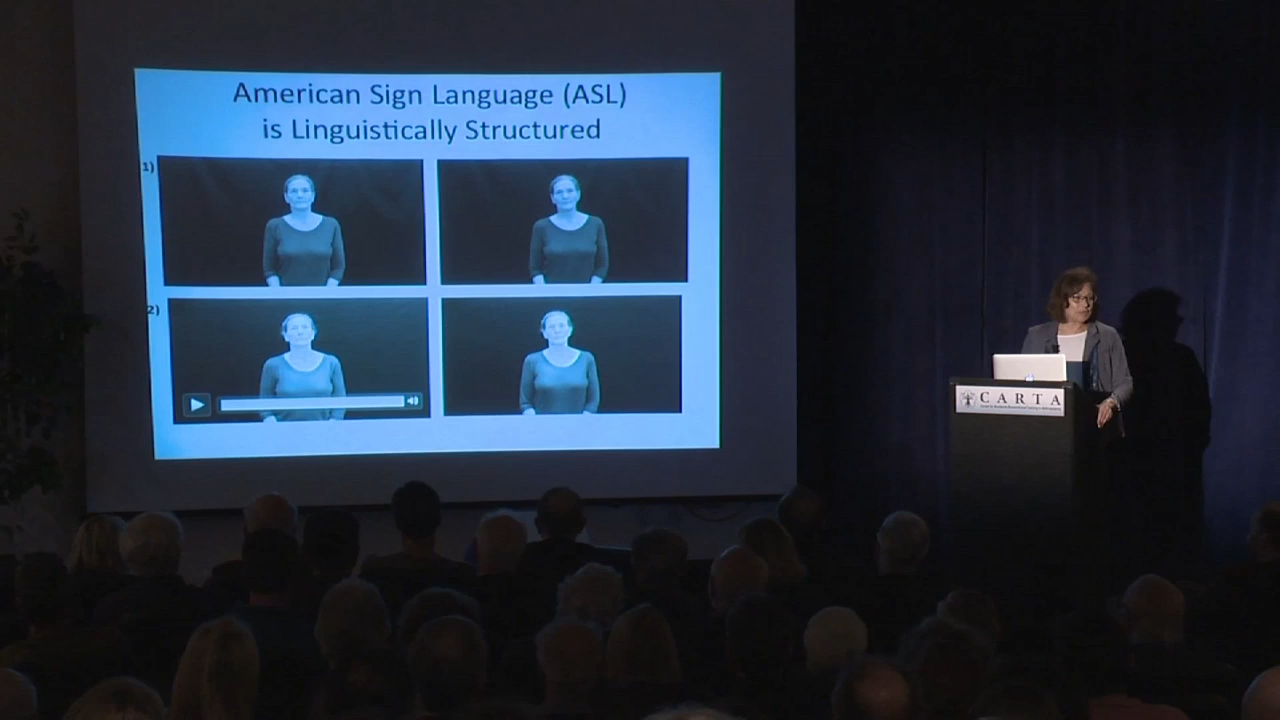 American Sign Language (ASL)
is Linguistically Structured
1)
2)
CARTA